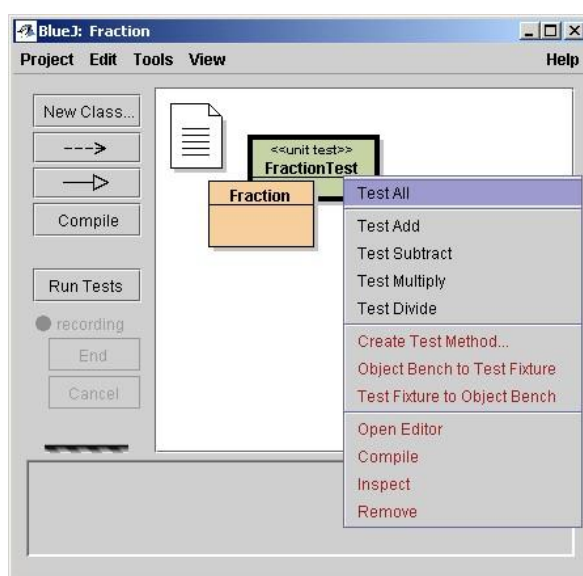 BlueJ: Fraction
Project Edit Tools View Help
New Class...
--->
Compile
Run Tests
recording
End
Cancel
<<unit test>>
FractionTest
Fraction
Test All
Test Add
Test Subtract
Test Multiply
Test Divide
Create Test Method...
Object Bench to Test Fixture
Test Fixture to Object Bench
Open Editor
Compile
Inspect
Remove